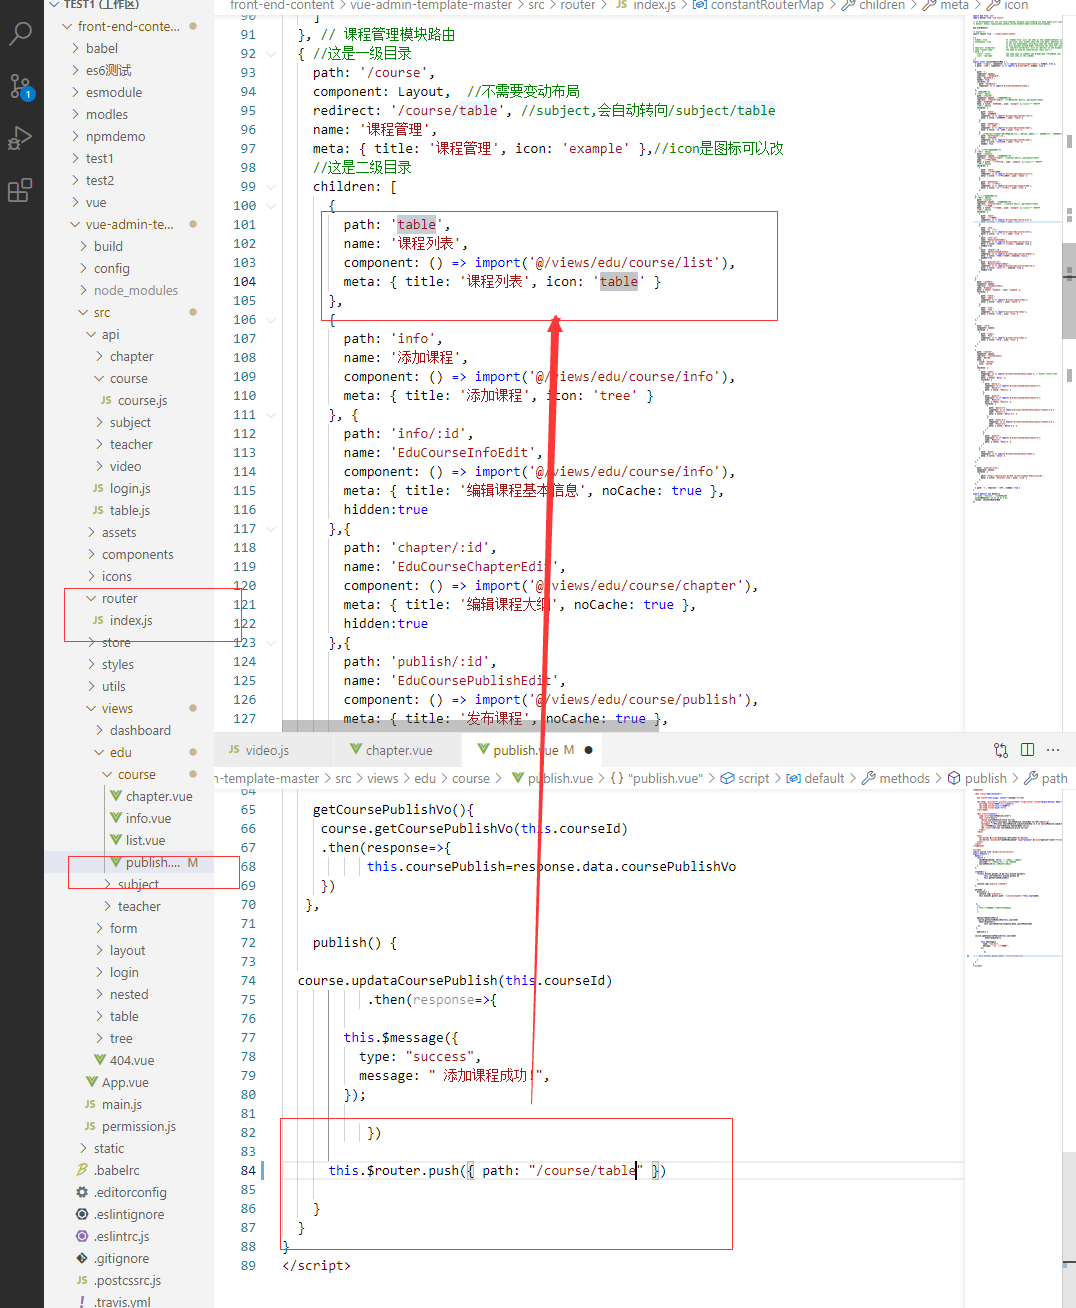 TEST1 (工作区)
front-end-content
babel
es6测试
esmodule
modles
npmdemo
test1
test2
vue
vue-admin-te...
build
config
node_modules
src
api
chapter
course
JS course.js
subject
teacher
video
JS login.js
JS table.js
assets
components
icons
router
JS index.js
store
styles
utils
views
dashboard
edu
course
chapter.vue
info.vue
list.vue
publish.... M
subject
teacher
form
layout
login
nested
table
tree
404.vue
App.vue
JS main.js
JS permission.js
static
.babelrc
.editorconfig
.eslintignore
.eslintrc.js
.gitignore
JS .postcssrc.js
! .travis.yml
1
front-end-content > vue-admin-template-master > src > router > JS index.js > constantRouterMap > children > meta > icon
90 ]
91 }, // 课程管理模块路由
92 { //这是一级目录
93 path: '/course',
94 component: Layout, //不需要变动布局
95 redirect: '/course/table', //subject,会自动转向/subject/table
96 name: '课程管理',
97 meta: { title: '课程管理', icon: 'example' },//icon是图标可以改
98 //这是二级目录
99 children: [
100 {
101 path: 'table',
102 name: '课程列表',
103 component: () => import('@/views/edu/course/list'),
104 meta: { title: '课程列表', icon: 'table' }
105 },
106 {
107 path: 'info',
108 name: '添加课程',
109 component: () => import('@/views/edu/course/info'),
110 meta: { title: '添加课程', icon: 'tree' }
111 }, {
112 path: 'info/:id',
113 name: 'EduCourseInfoEdit',
114 component: () => import('@/views/edu/course/info'),
115 meta: { title: '编辑课程基本信息', noCache: true },
116 hidden:true
117 },{
118 path: 'chapter/:id',
119 name: 'EduCourseChapterEdit',
120 component: () => import('@/views/edu/course/chapter'),
121 meta: { title: '编辑课程大纲', noCache: true },
122 hidden:true
123 },{
124 path: 'publish/:id',
125 name: 'EduCoursePublishEdit',
126 component: () => import('@/views/edu/course/publish'),
127 meta: { title: '发布课程', noCache: true },
JS video.js chapter.vue publish.vue M ●
n-template-master > src > views > edu > course > publish.vue > {} "publish.vue" > script > default > methods > publish > path
64
65 getCoursePublishVo(){
66 course.getCoursePublishVo(this.courseId)
67 .then(response=>{
68 this.coursePublish=response.data.coursePublishVo
69 })
70 },
71
72 publish() {
73
74 course.updataCoursePublish(this.courseId)
75 .then(response=>{
76
77 this.$message({
78 type: "success",
79 message: " 添加课程成功!",
80 });
81
82 })
83
84 this.$router.push({ path: "/course/table" })
85
86 }
87 }
88 }
89 </script>